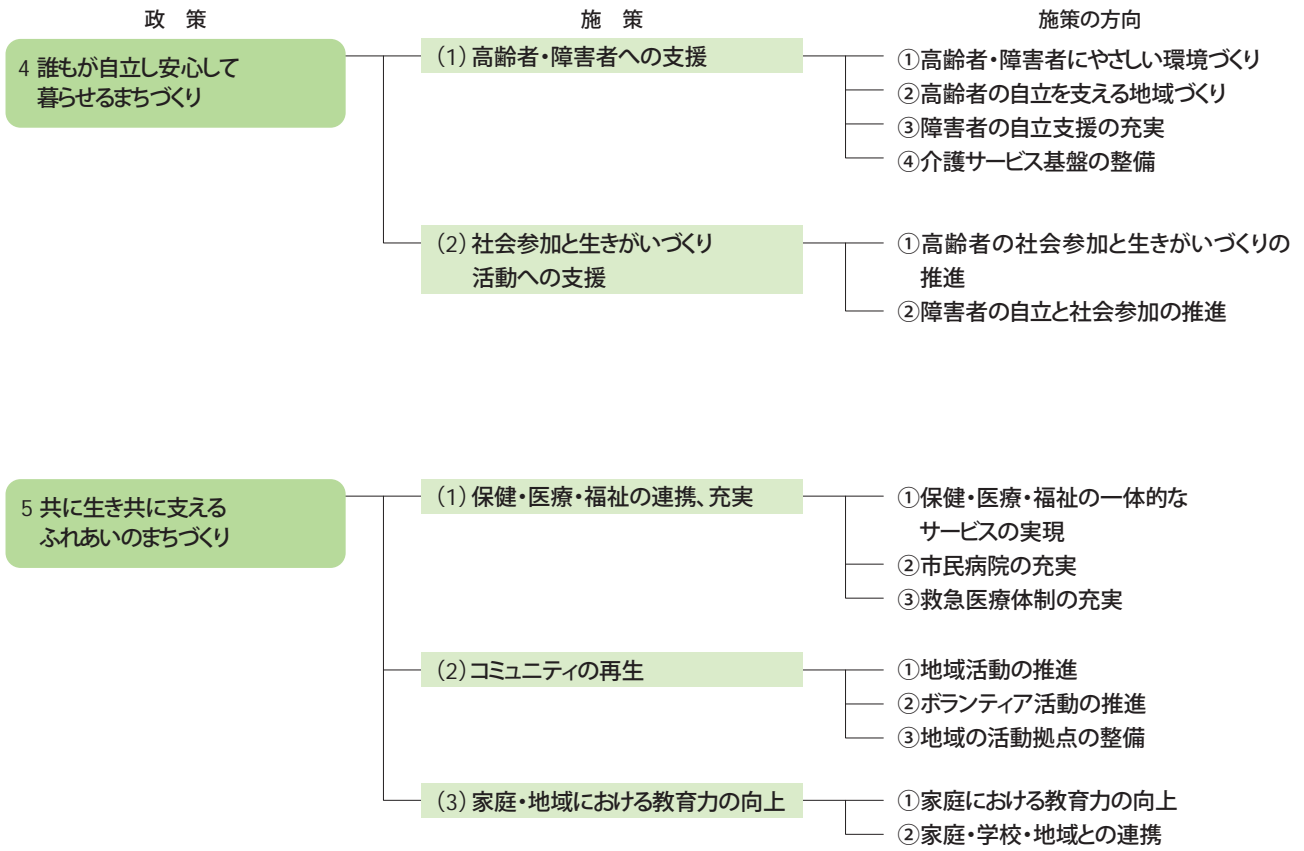 政 策　施 策　施策の方向
4 誰もが自立し安心して
暮らせるまちづくり
(1)高齢者・障害者への支援
①高齢者・障害者にやさしい環境づくり
②高齢者の自立を支える地域づくり
③障害者の自立支援の充実
④介護サービス基盤の整備
(2)社会参加と生きがいづくり
活動への支援
①高齢者の社会参加と生きがいづくりの
推進
②障害者の自立と社会参加の推進
5 共に生き共に支える
ふれあいのまちづくり
(1)保健・医療・福祉の連携、充実
①保健・医療・福祉の一体的な
サービスの実現
②市民病院の充実
③救急医療体制の充実
(2)コミュニティの再生
①地域活動の推進
②ボランティア活動の推進
③地域の活動拠点の整備
(3)家庭・地域における教育力の向上
①家庭における教育力の向上
②家庭・学校・地域との連携